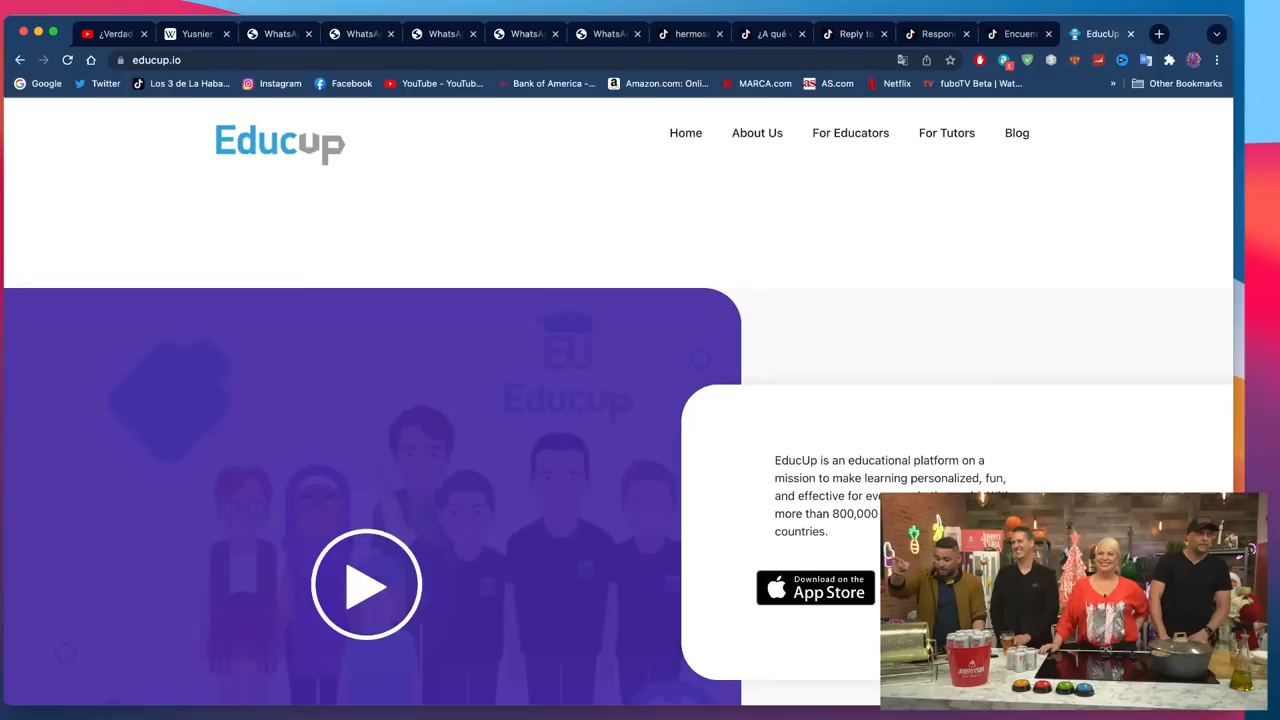 ¿Verdad
Yusnier
WhatsA
WhatsA
WhatsA
WhatsA
WhatsA
hermos
¿A qué
Reply to
Respon
Encuent
EducUp
educup.io
Google
Twitter
Los 3 de La Haba...
Instagram
Facebook
YouTube - YouTub...
Bank of America -...
Amazon.com: Onli...
MARCA.com
AS.com
Netflix
fuboTV Beta | Wat...
»
Other Bookmarks
Educup
Home
About Us
For Educators
For Tutors
Blog
EU
Educup
EducUp is an educational platform on a
mission to make learning personalized, fun,
and effective for
more than 800,000
countries.
Download on the
App Store